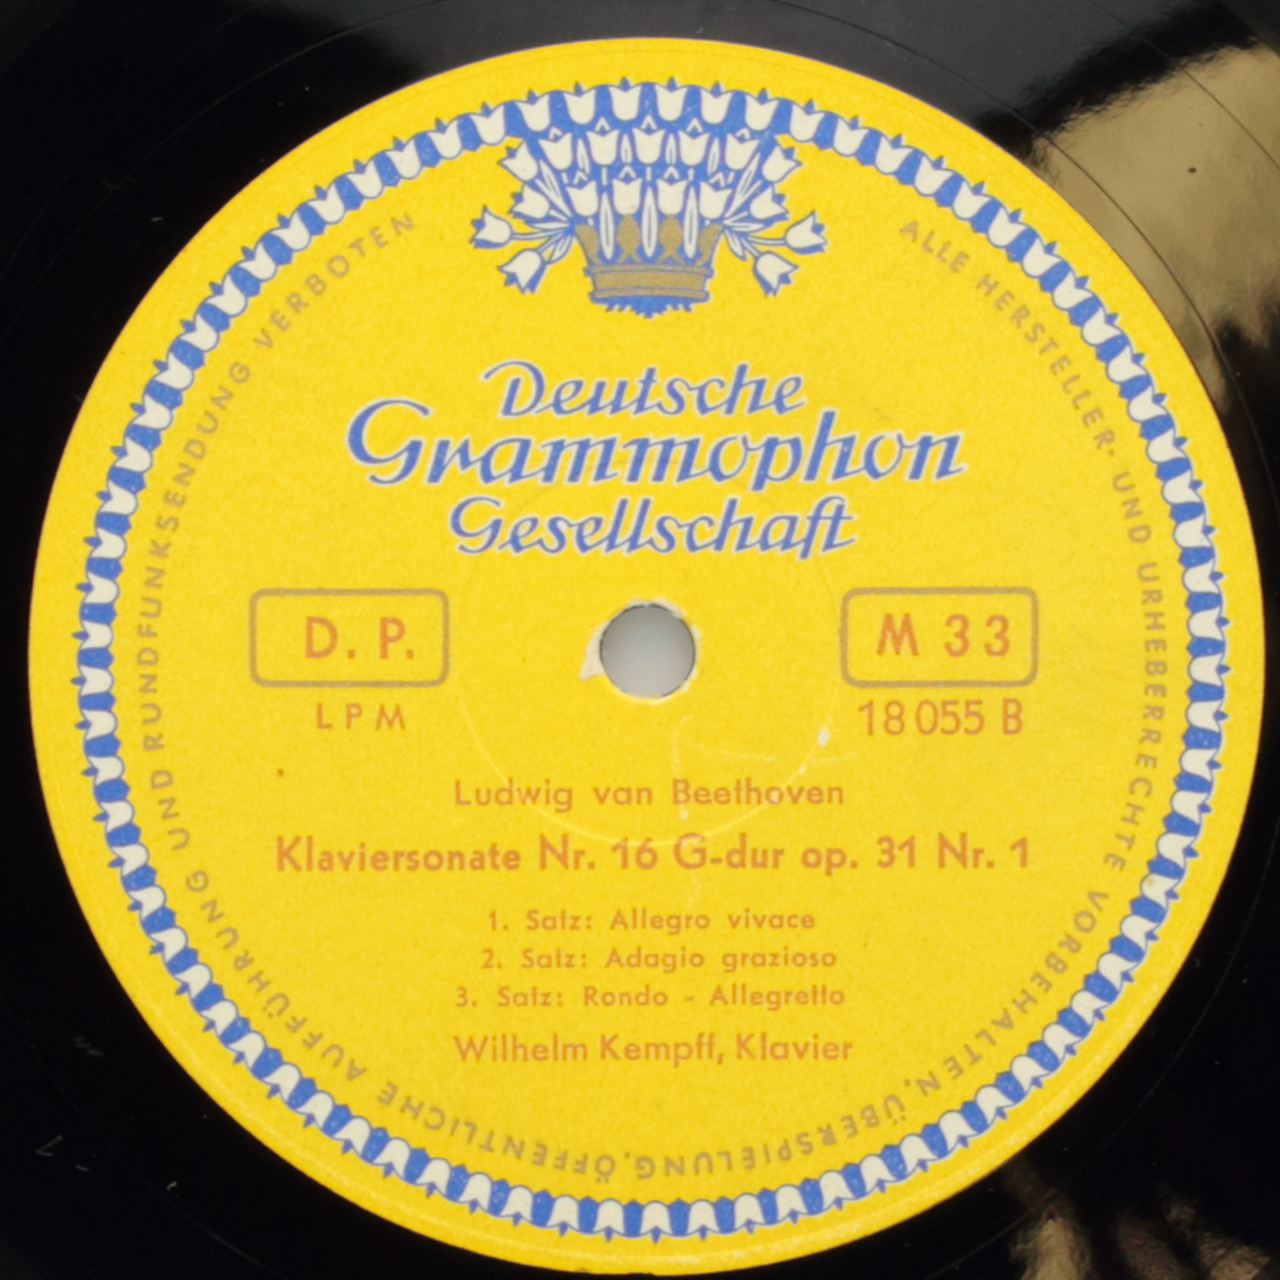 Deutsche
Grammophon
Gesellschaft
D. P.
M 33
LPM
18 055 B
Ludwig van Beethoven
Klaviersonate Nr. 16 G-dur op. 31 Nr. 1
1. Satz: Allegro vivace
2. Satz: Adagio grazioso
3. Satz: Rondo - Allegretto
Wilhelm Kempff, Klavier
ALLE HERSTELLER- UND URHEBERRECHTE VORBEHALTEN. ÜBERSPIELUNG, ÖFFENTLICHE AUFFÜHRUNG UND RUNDFUNKSENDUNG VERBOTEN